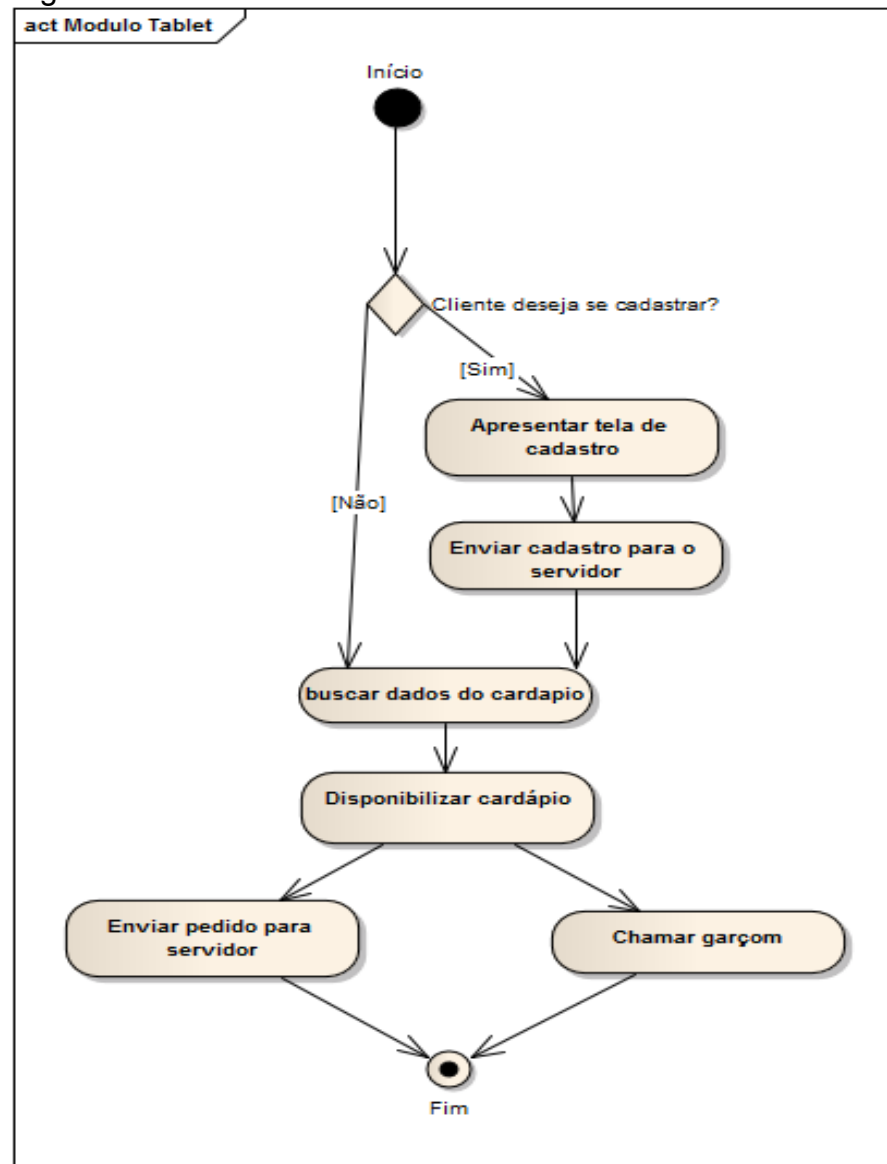 act Modulo Tablet
Início
Cliente deseja se cadastrar?
[Sim]
Apresentar tela de
cadastro
[Não]
Enviar cadastro para o
servidor
buscar dados do cardapio
Disponibilizar cardápio
Enviar pedido para
servidor
Chamar garçom
Fim